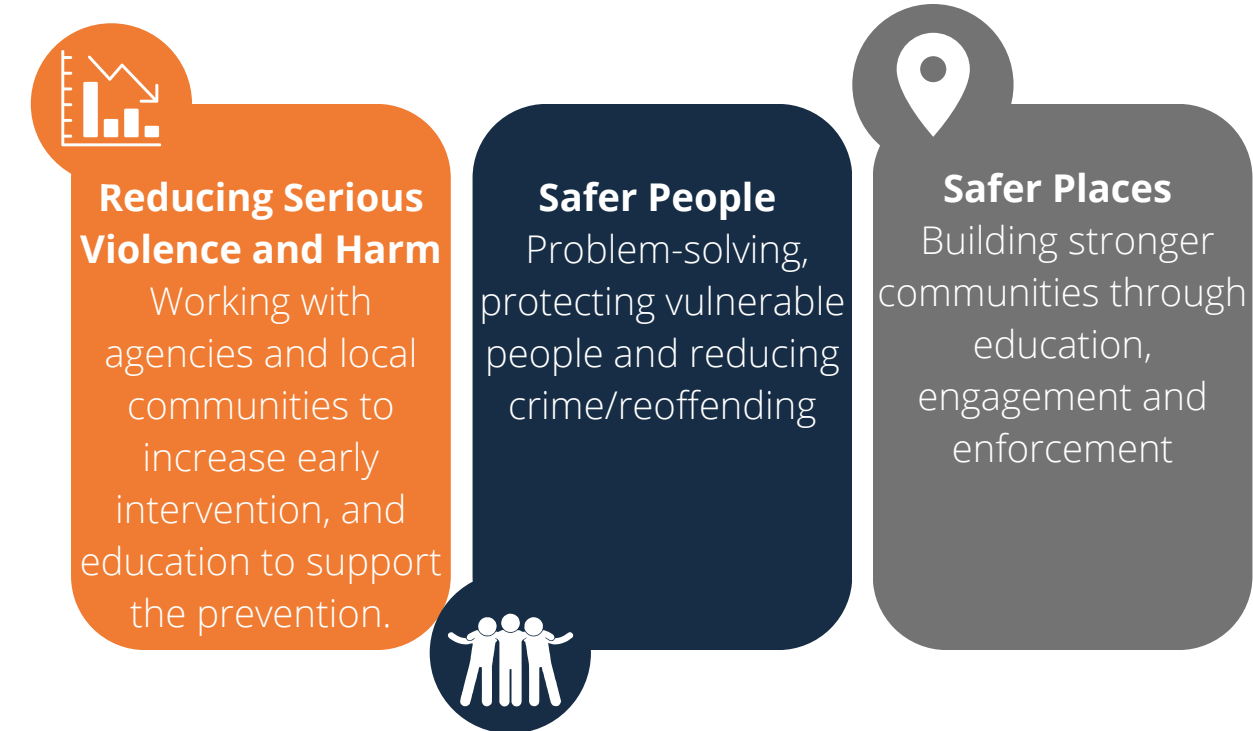 Reducing Serious
Violence and Harm
Working with
agencies and local
communities to
increase early
intervention, and
education to support
the prevention.
Safer People
Problem-solving,
protecting vulnerable
people and reducing
crime/reoffending
Safer Places
Building stronger
communities through
education,
engagement and
enforcement